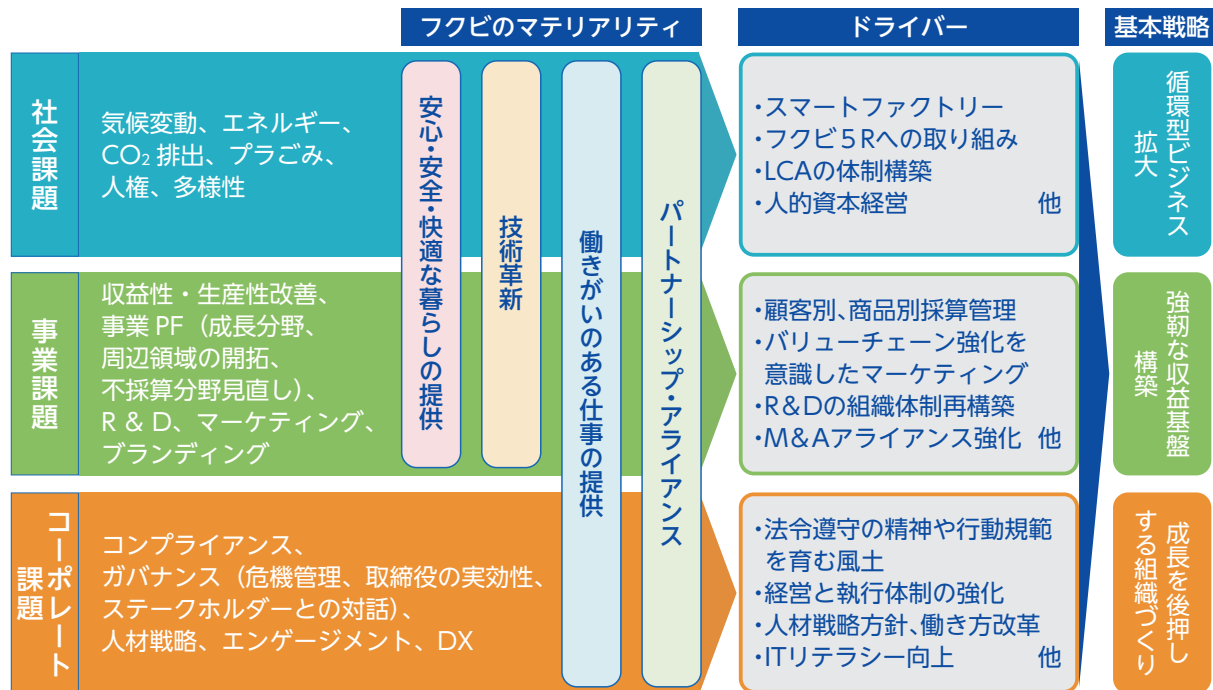 フクビのマテリアリティ
ドライバー
基本戦略
社会課題
気候変動、エネルギー、
CO₂ 排出、プラごみ、
人権、多様性
事業課題
収益性・生産性改善、
事業 PF（成長分野、
周辺領域の開拓、
不採算分野見直し）、
R & D、マーケティング、
ブランディング
コーポレート
課題
コンプライアンス、
ガバナンス（危機管理、取締役の実効性、
ステークホルダーとの対話）、
人材戦略、エンゲージメント、DX
安心・安全・快適な暮らしの提供
技術革新
働きがいのある仕事の提供
パートナーシップ・アライアンス
・スマートファクトリー
・フクビ５Rへの取り組み
・LCAの体制構築
・人的資本経営 他
・顧客別、商品別採算管理
・バリューチェーン強化を
意識したマーケティング
・R＆Dの組織体制再構築
・M＆Aアライアンス強化 他
・法令遵守の精神や行動規範
を育む風土
・経営と執行体制の強化
・人材戦略方針、働き方改革
・ITリテラシー向上 他
循環型ビジネス
拡大
強靭な収益基盤
構築
成長を後押し
する組織づくり